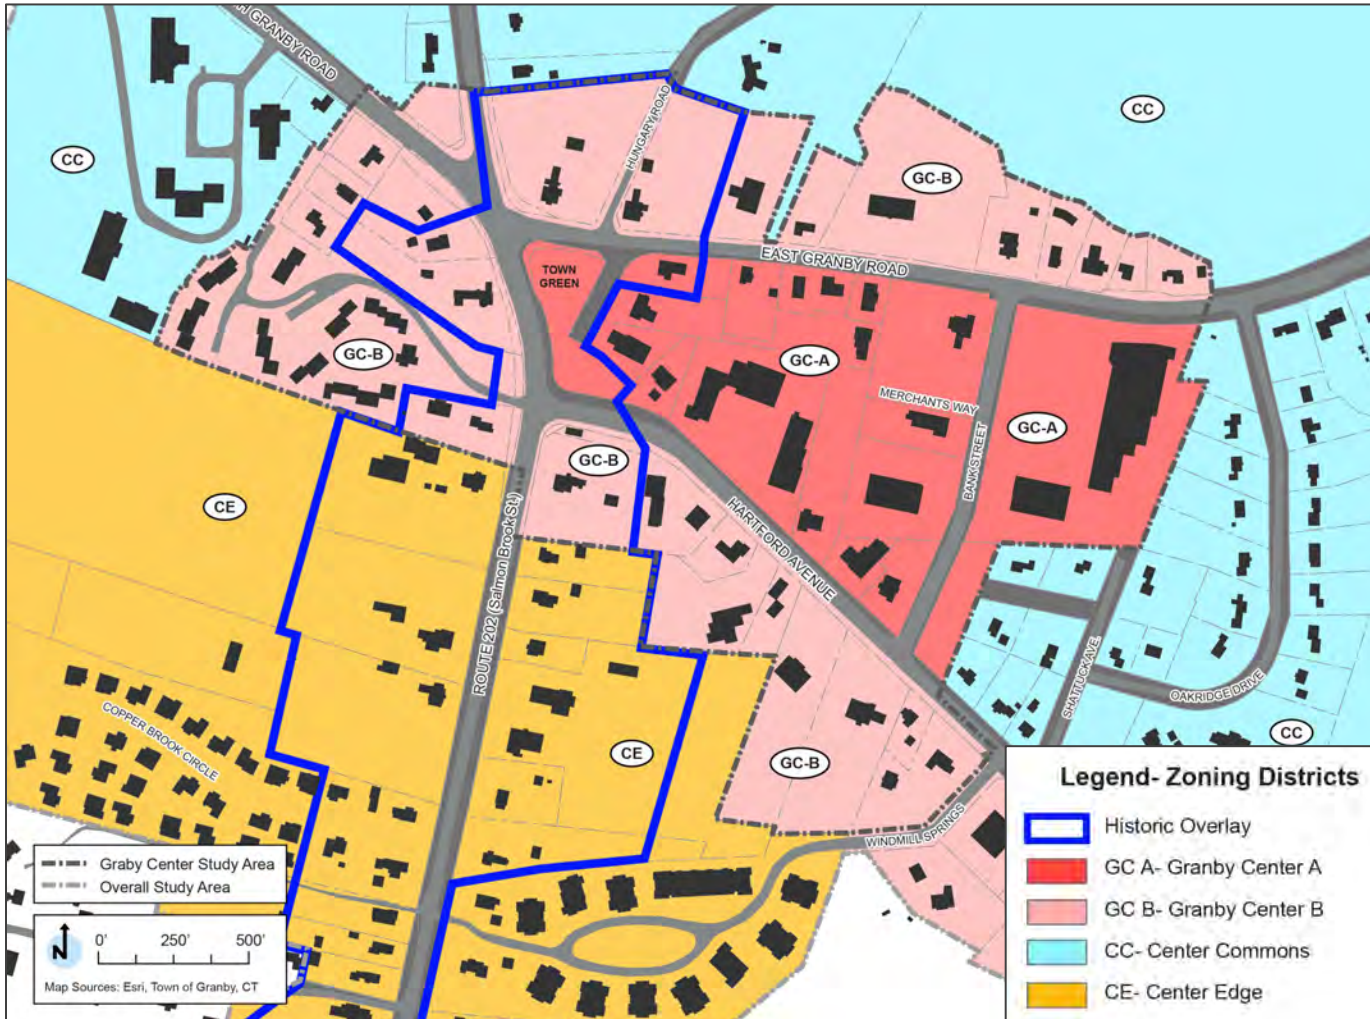 H GRANBY ROAD
HUNGARY ROAD
CC
CC
GC-B
EAST GRANBY ROAD
TOWN
GREEN
GC-B
GC-A
MERCHANTS WAY
GC-A
BANK STREET
GC-B
CE
HARTFORD AVENUE
ROUTE 202 (Salmon Brook St.)
SHATTUCK AVE.
OAKRIDGE DRIVE
CC
COPPER BROOK CIRCLE
CE
GC-B
WINDMILL SPRINGS
Graby Center Study Area
Overall Study Area
N
0' 250' 500'
Map Sources: Esri, Town of Granby, CT
Legend- Zoning Districts
Historic Overlay
GC A- Granby Center A
GC B- Granby Center B
CC- Center Commons
CE- Center Edge